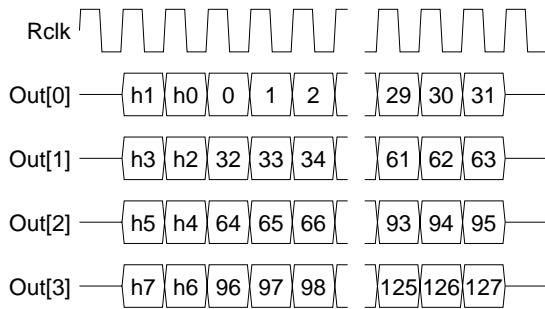 Rclk
Out[0] h1 h0 0 1 2 29 30 31
Out[1] h3 h2 32 33 34 61 62 63
Out[2] h5 h4 64 65 66 93 94 95
Out[3] h7 h6 96 97 98 125 126 127